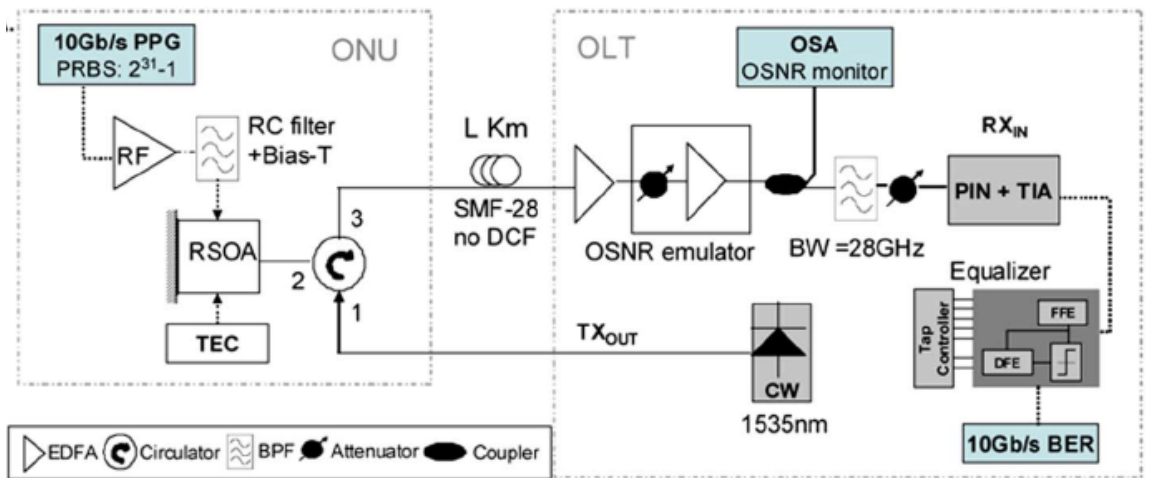 10Gb/s PPG
PRBS: 2³¹-1
ONU
RF
RC filter
+Bias-T
RSOA
TEC
3
2
1
L Km
SMF-28
no DCF
OLT
OSA
OSNR monitor
OSNR emulator
BW =28GHz
RXIN
PIN + TIA
Equalizer
Tap
Controller
FFE
DFE
10Gb/s BER
TXOUT
CW
1535nm
EDFA
Circulator
BPF
Attenuator
Coupler